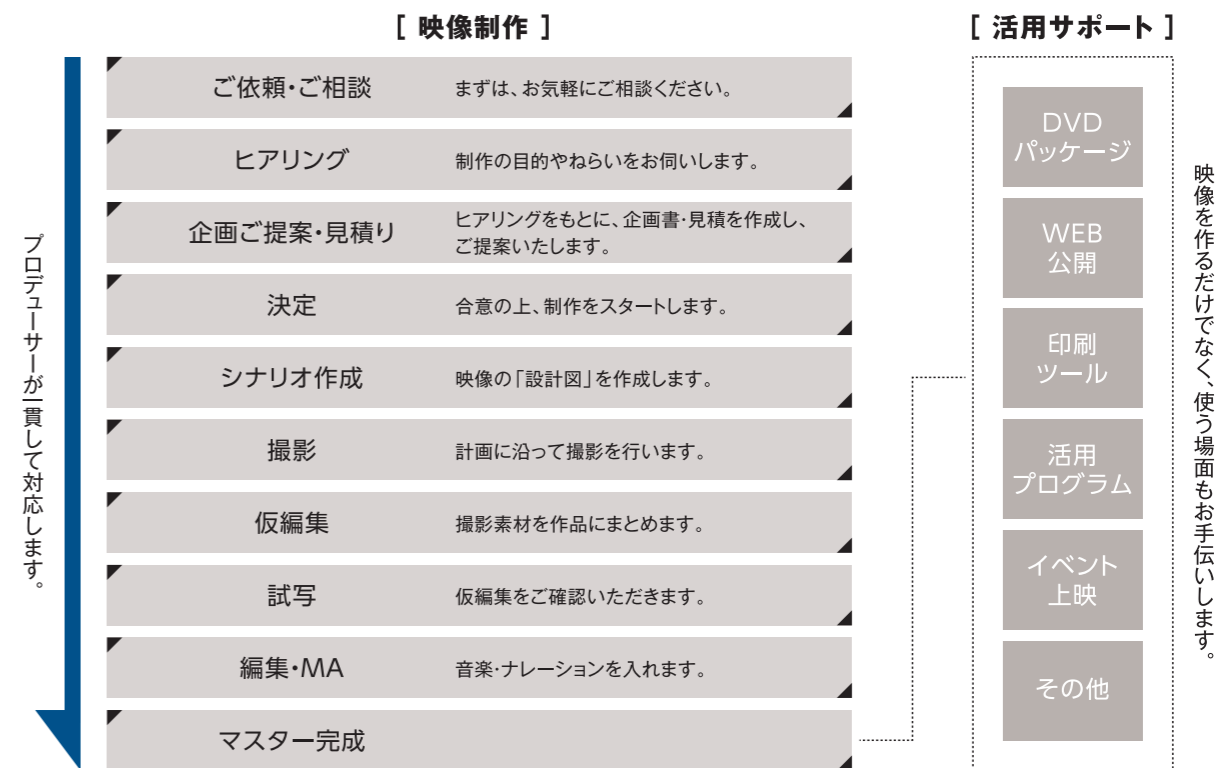 [ 映像制作 ]
プロデューサーが一貫して対応します。
ご依頼・ご相談
まずは、お気軽にご相談ください。
ヒアリング
制作の目的やねらいをお伺いします。
企画ご提案・見積り
ヒアリングをもとに、企画書・見積を作成し、
ご提案いたします。
決定
合意の上、制作をスタートします。
シナリオ作成
映像の「設計図」を作成します。
撮影
計画に沿って撮影を行います。
仮編集
撮影素材を作品にまとめます。
試写
仮編集をご確認いただきます。
編集・MA
音楽・ナレーションを入れます。
マスター完成
[ 活用サポート ]
DVD
パッケージ
WEB
公開
印刷
ツール
活用
プログラム
イベント
上映
その他
映像を作るだけでなく、使う場面もお手伝いします。